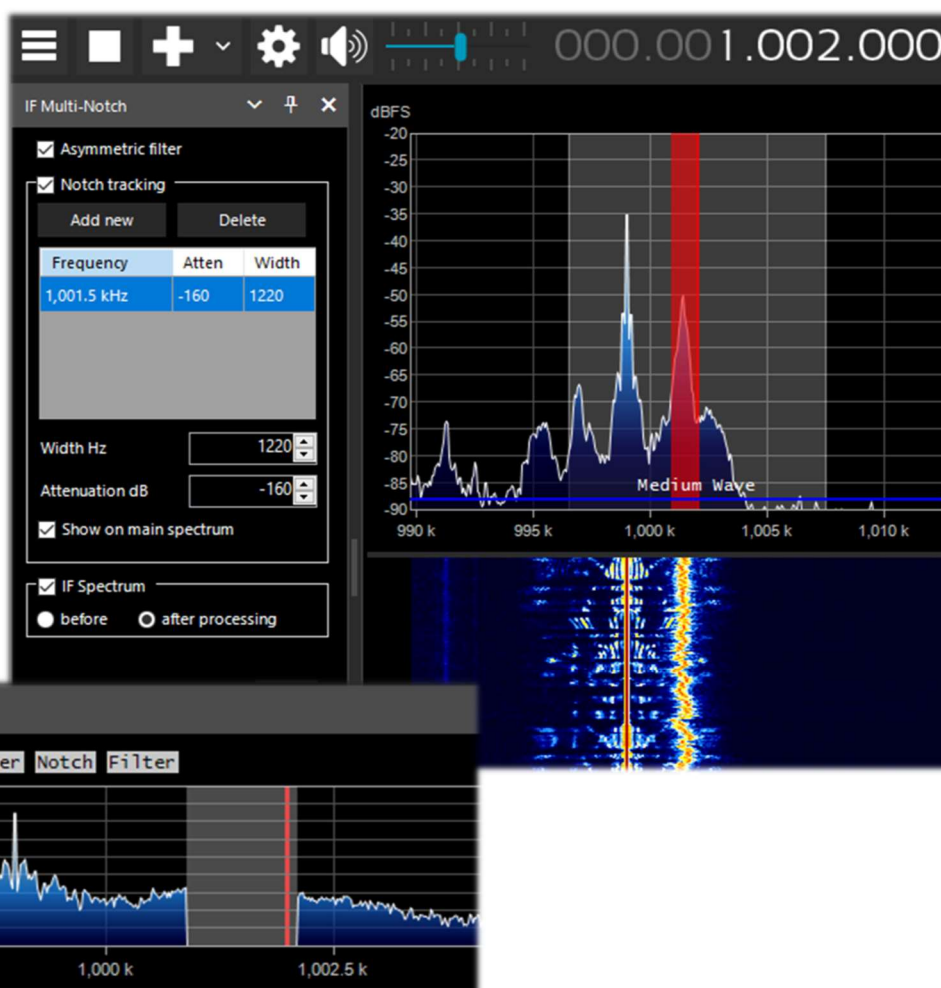 000.001.002.000
IF Multi-Notch
Asymmetric filter
Notch tracking
Add new Delete
Frequency Atten Width
1,001.5 kHz -160 1220
Width Hz 1220
Attenuation dB -160
Show on main spectrum
IF Spectrum
before after processing
dBFS
-20
-25
-30
-35
-40
-45
-50
-55
-60
-65
-70
-75
-80
-85
-90
Medium Wave
990 k 995 k 1,000 k 1,005 k 1,010 k
er Notch Filter
1,000 k 1,002.5 k